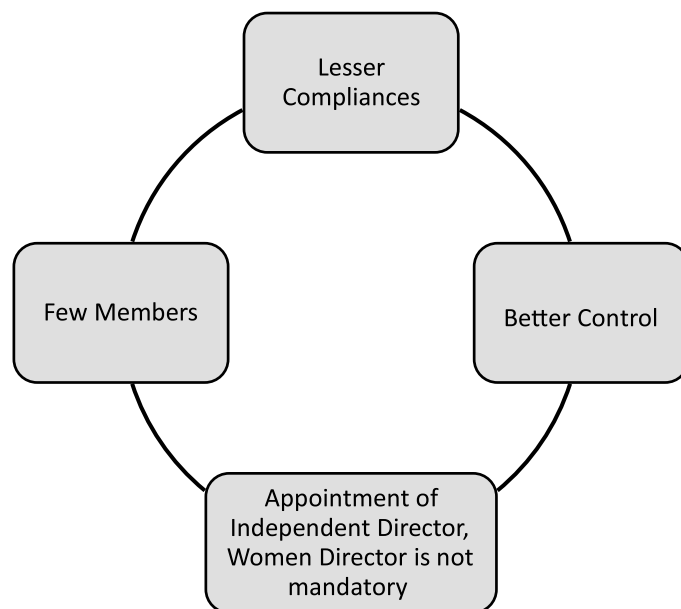 Lesser
Compliances
Few Members
Better Control
Appointment of
Independent Director,
Women Director is not
mandatory